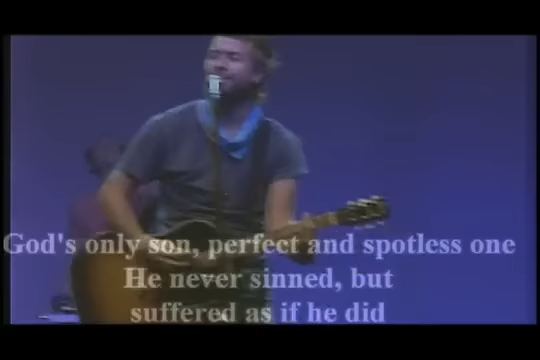 God's only son, perfect and spotless one
He never sinned, but
suffered as if he did